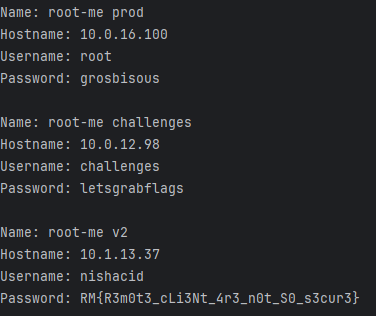 Name: root-me prod
Hostname: 10.0.16.100
Username: root
Password: grosbisous

Name: root-me challenges
Hostname: 10.0.12.98
Username: challenges
Password: letsgrabflags

Name: root-me v2
Hostname: 10.1.13.37
Username: nishacid
Password: RM{R3m0t3_cLi3Nt_4r3_n0t_S0_s3cur3}